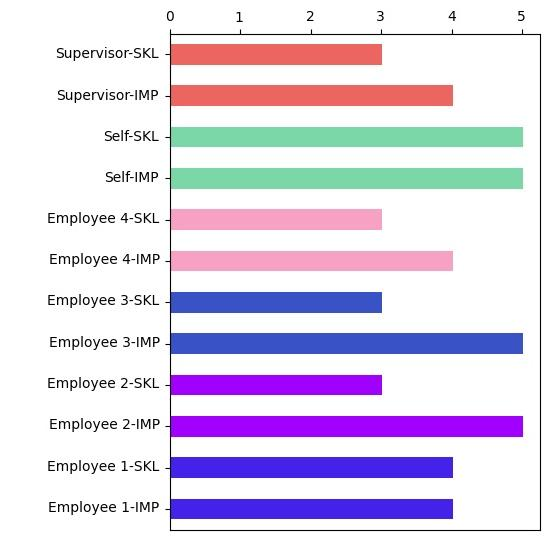 0 1 2 3 4 5
Supervisor-SKL
Supervisor-IMP
Self-SKL
Self-IMP
Employee 4-SKL
Employee 4-IMP
Employee 3-SKL
Employee 3-IMP
Employee 2-SKL
Employee 2-IMP
Employee 1-SKL
Employee 1-IMP